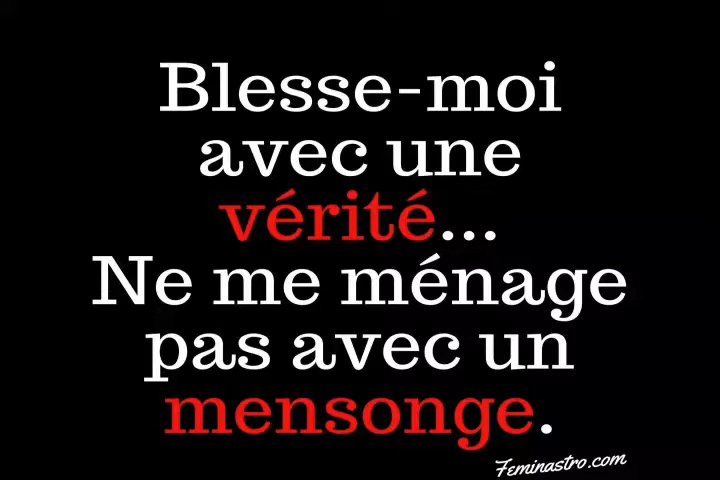 Blesse-moi
avec une
vérité...
Ne me ménage
pas avec un
mensonge.
Feminastro.com